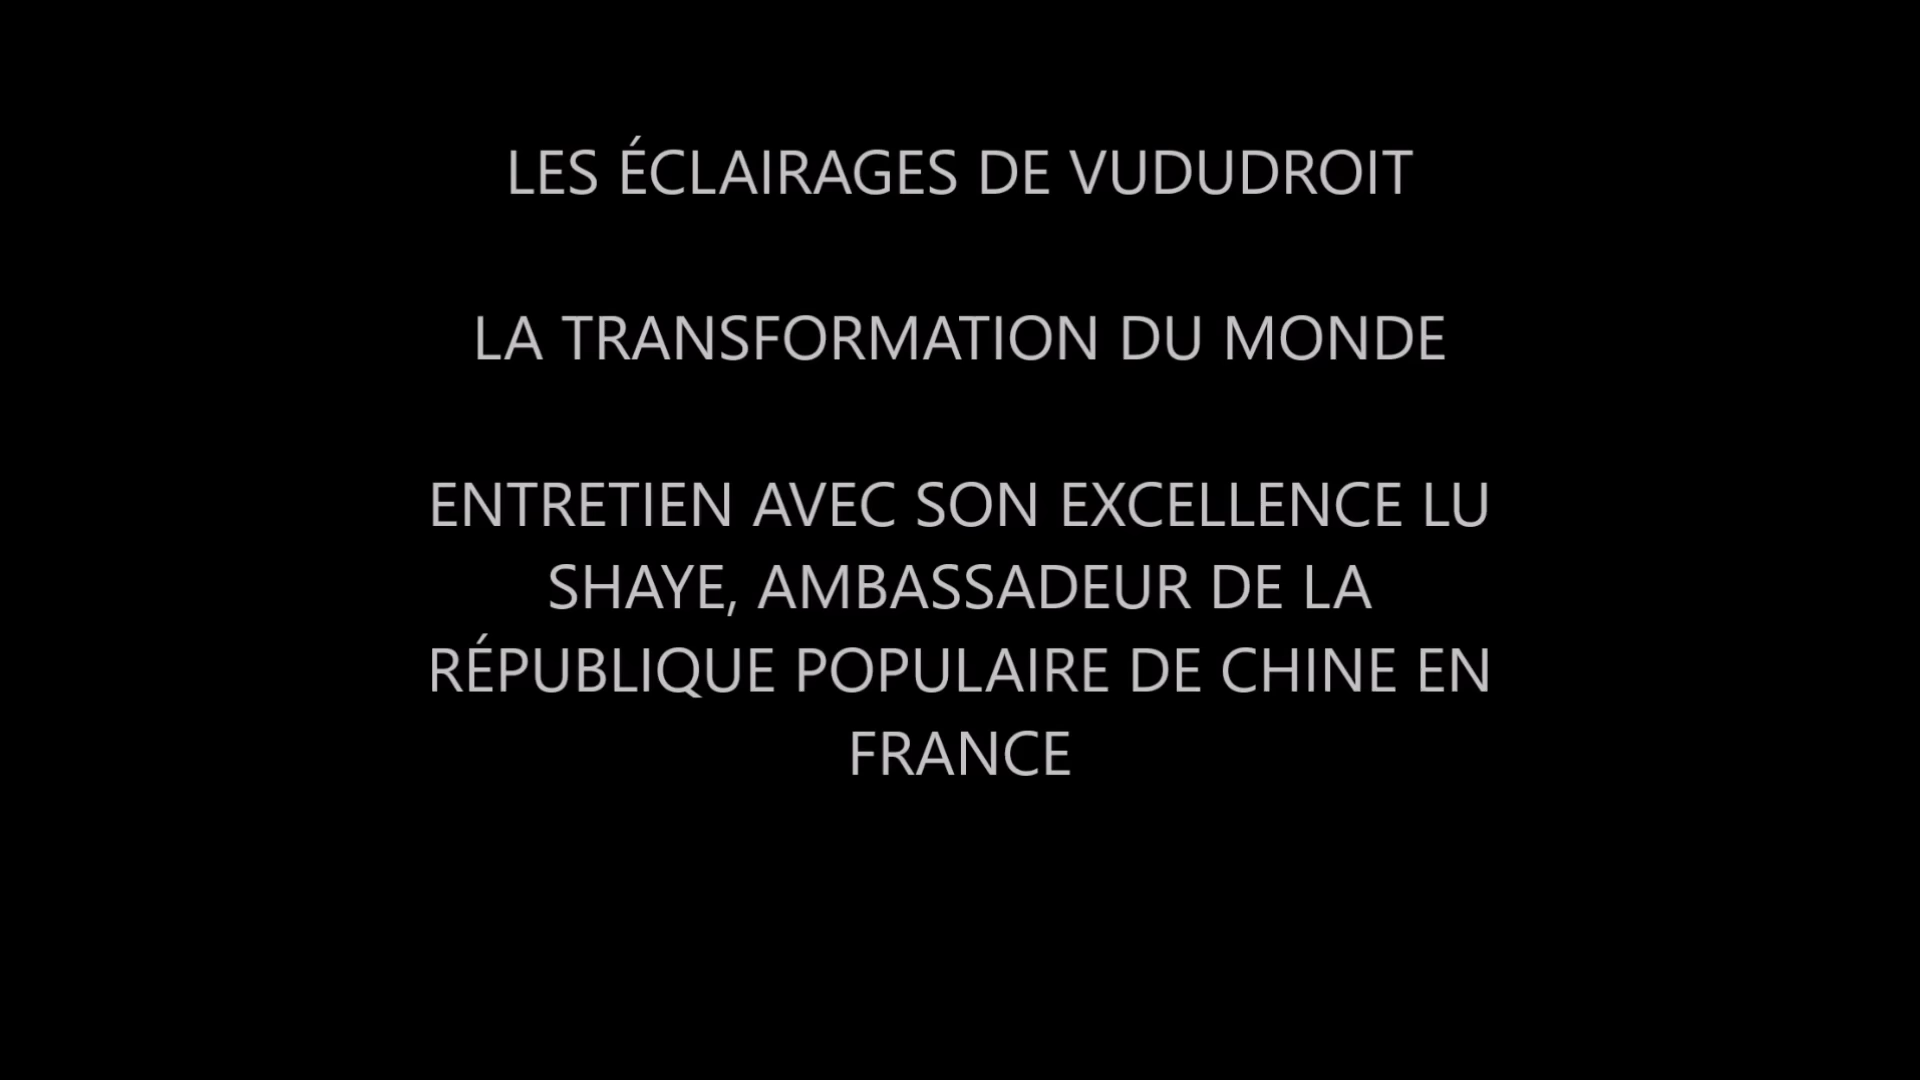 LES ÉCLAIRAGES DE VUDUDROIT
LA TRANSFORMATION DU MONDE
ENTRETIEN AVEC SON EXCELLENCE LU
SHAYE, AMBASSADEUR DE LA
RÉPUBLIQUE POPULAIRE DE CHINE EN
FRANCE